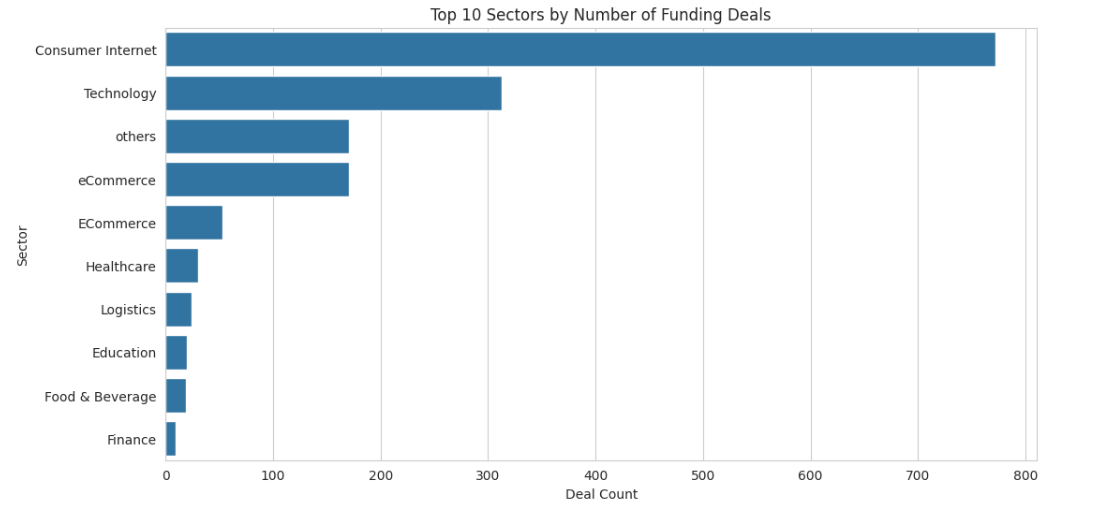 Top 10 Sectors by Number of Funding Deals
Consumer Internet
Technology
others
eCommerce
ECommerce
Healthcare
Logistics
Education
Food & Beverage
Finance
Sector
0 100 200 300 400 500 600 700 800
Deal Count